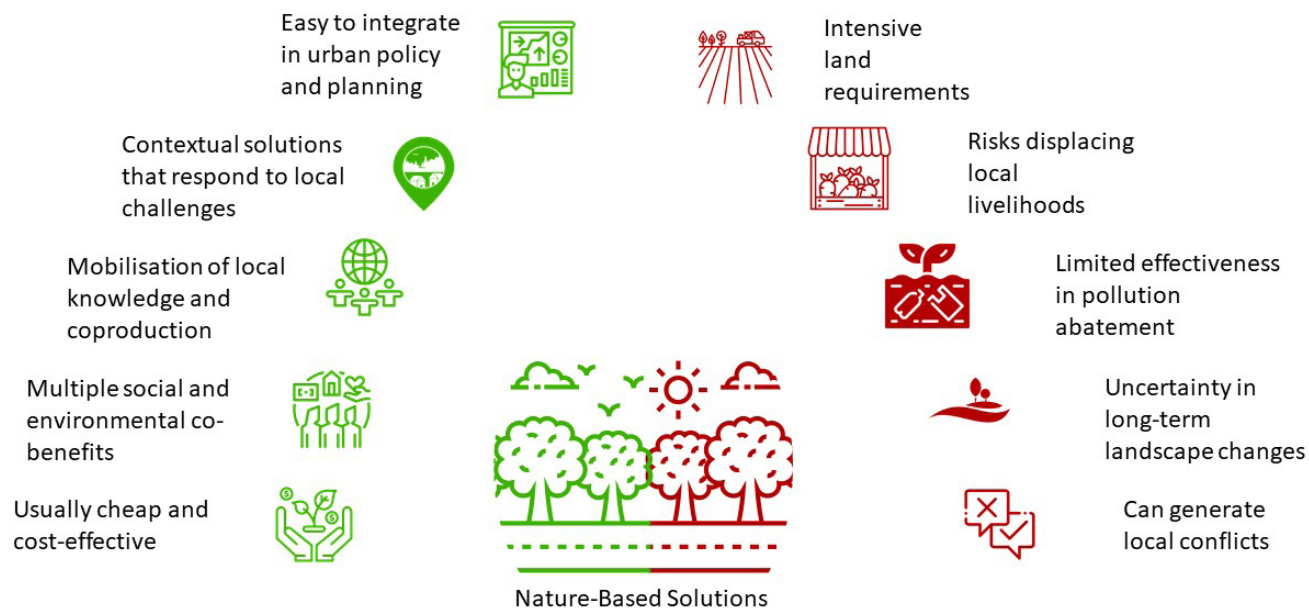 Easy to integrate
in urban policy
and planning
Contextual solutions
that respond to local
challenges
Mobilisation of local
knowledge and
coproduction
Multiple social and
environmental co-
benefits
Usually cheap and
cost-effective
Intensive
land
requirements
Risks displacing
local
livelihoods
Limited effectiveness
in pollution
abatement
Uncertainty in
long-term
landscape changes
Can generate
local conflicts
Nature-Based Solutions